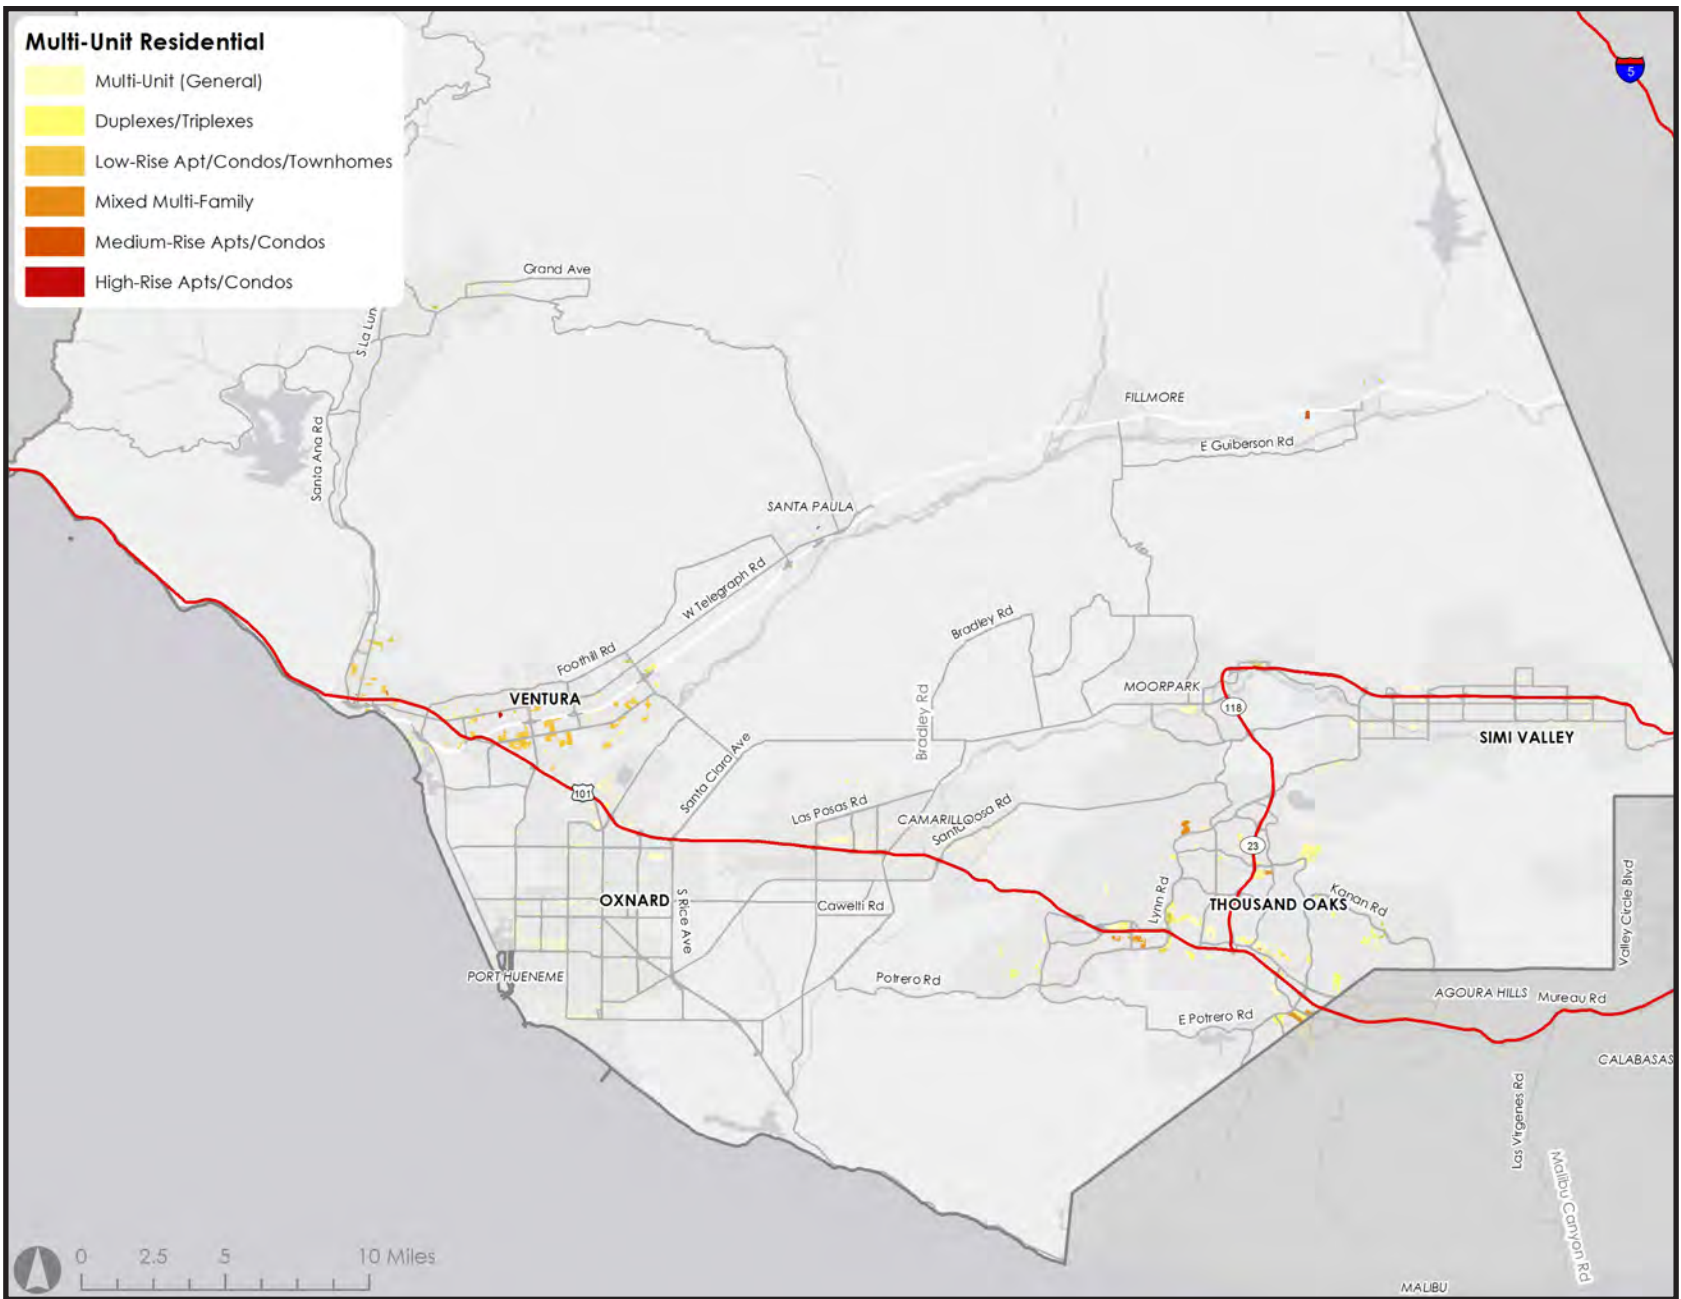 Multi-Unit Residential
Multi-Unit (General)
Duplexes/Triplexes
Low-Rise Apt/Condos/Townhomes
Mixed Multi-Family
Medium-Rise Apts/Condos
High-Rise Apts/Condos
5
Grand Ave
S La Lun
Santa Ana Rd
FILLMORE
E Guiberson Rd
SANTA PAULA
W Telegraph Rd
Foothill Rd
Bradley Rd
VENTURA
MOORPARK
118
SIMI VALLEY
Bradley Rd
Santa Clara Ave
101
Las Posas Rd
CAMARILLO
Santa Rosa Rd
23
OXNARD
S Rice Ave
Cawelti Rd
Lynn Rd
THOUSAND OAKS
Kanan Rd
Valley Circle Blvd
PORT HUENEME
Potrero Rd
E Potrero Rd
AGOURA HILLS
Mureau Rd
CALABASAS
Las Virgenes Rd
Malibu Canyon Rd
MALIBU
0 2.5 5 10 Miles